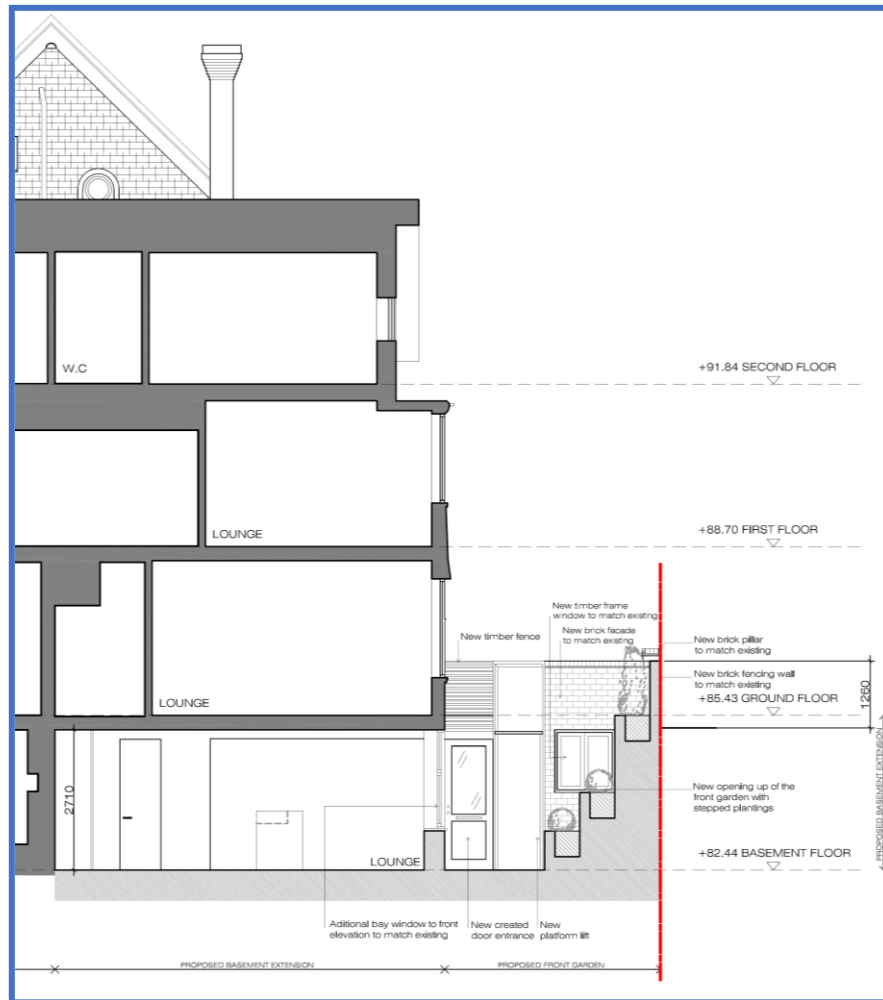 W.C
+91.84 SECOND FLOOR
LOUNGE
+88.70 FIRST FLOOR
New timber frame
window to match existing
New timber fence
New brick facade
to match existing
New brick pillar
to match existing
New brick fencing wall
to match existing
+85.43 GROUND FLOOR
1260
LOUNGE
2710
New opening up of the
front garden with
stepped plantings
PROPOSED BASEMENT EXTENSION
+82.44 BASEMENT FLOOR
LOUNGE
Aditional bay window to front
elevation to match existing
New created
door entrance
New
platform lift
PROPOSED BASEMENT EXTENSION
PROPOSED FRONT GARDEN